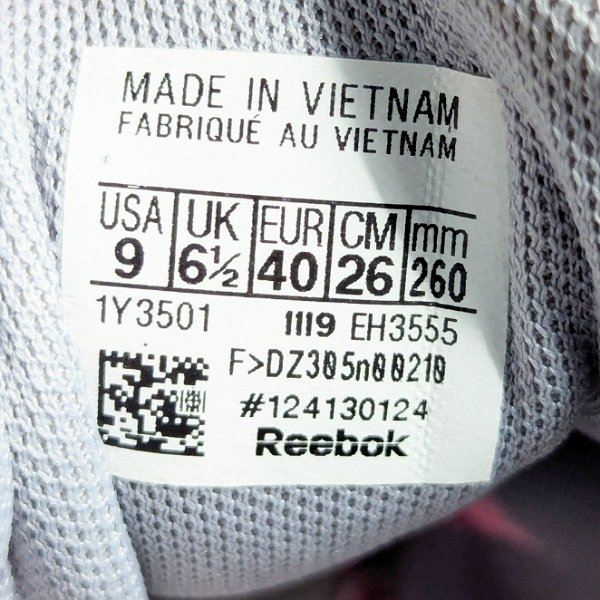 MADE IN VIETNAM
FABRIQUÉ AU VIETNAM
USA UK EUR CM mm
9 6½ 40 26 260
1Y3501 1119 EH3555
F>DZ305n00210
#124130124
Reebok